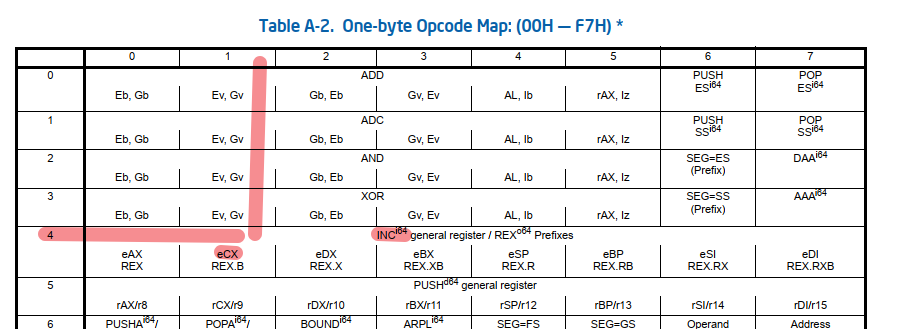 Table A-2. One-byte Opcode Map: (00H — F7H) *
0 1 2 3 4 5 6 7
0 ADD PUSH ES^i64 POP ES^i64
Eb, Gb Ev, Gv Gb, Eb Gv, Ev AL, Ib rAX, Iz
1 ADC PUSH SS^i64 POP SS^i64
Eb, Gb Ev, Gv Gb, Eb Gv, Ev AL, Ib rAX, Iz
2 AND SEG=ES (Prefix) DAA^i64
Eb, Gb Ev, Gv Gb, Eb Gv, Ev AL, Ib rAX, Iz
3 XOR SEG=SS (Prefix) AAA^i64
Eb, Gb Ev, Gv Gb, Eb Gv, Ev AL, Ib rAX, Iz
4 INC^i64 general register / REX^o64 Prefixes
eAX eCX eDX eBX eSP eBP eSI eDI
REX REX.B REX.X REX.XB REX.R REX.RB REX.RX REX.RXB
5 PUSH^d64 general register
rAX/r8 rCX/r9 rDX/r10 rBX/r11 rSP/r12 rBP/r13 rSI/r14 rDI/r15
6 PUSHA^i64/ POPA^i64/ BOUND^i64 ARPL^i64 SEG=FS SEG=GS Operand Address